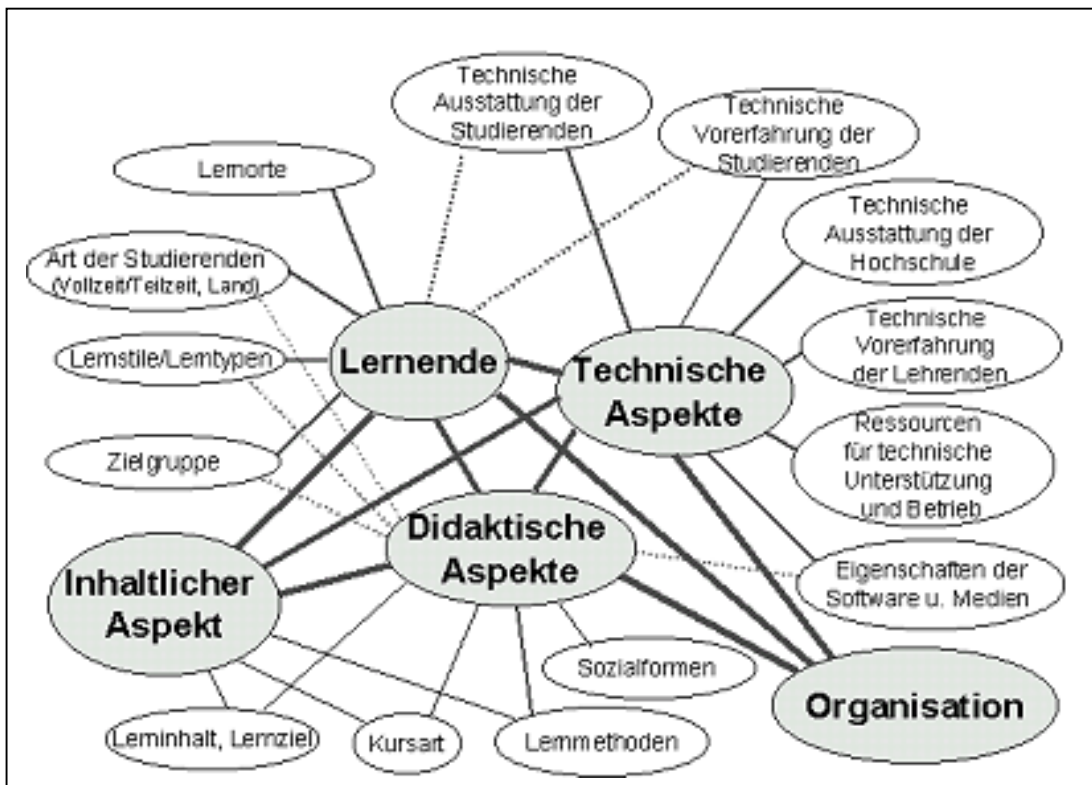 Technische
Ausstattung der
Studierenden
Technische
Vorerfahrung der
Studierenden
Lernorte
Technische
Ausstattung der
Hochschule
Art der Studierenden
(Vollzeit/Teilzeit, Land)
Lernstile/Lerntypen
Lernende
Technische
Aspekte
Technische
Vorerfahrung
der Lehrenden
Zielgruppe
Ressourcen
für technische
Unterstützung
und Betrieb
Didaktische
Aspekte
Inhaltlicher
Aspekt
Eigenschaften der
Software u. Medien
Sozialformen
Organisation
Lerninhalt, Lernziel
Kursart
Lernmethoden